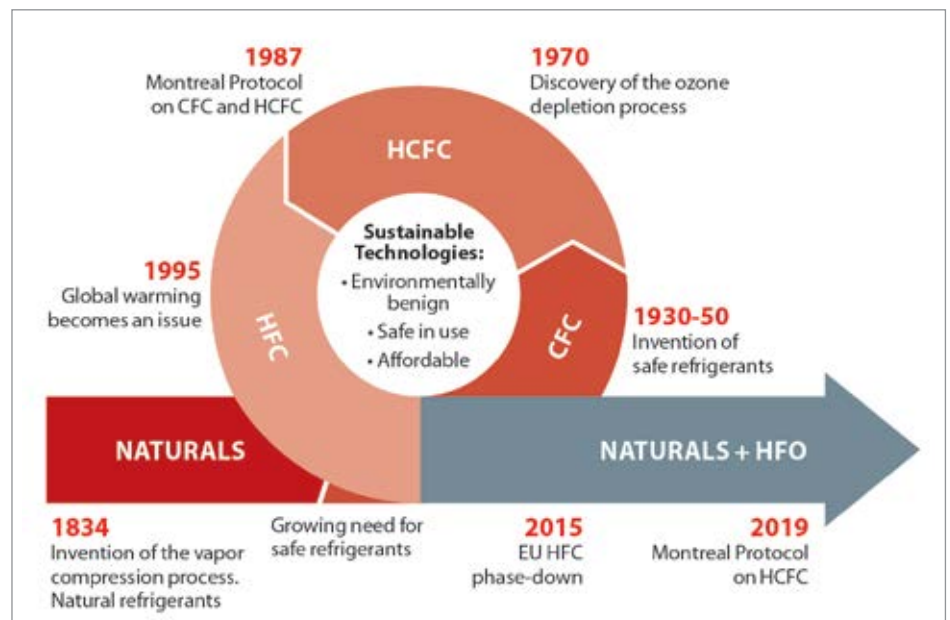 1987
Montreal Protocol
on CFC and HCFC
1970
Discovery of the ozone
depletion process
HCFC
Sustainable
Technologies:
• Environmentally
benign
• Safe in use
• Affordable
1995
Global warming
becomes an issue
HFC
CFC
1930-50
Invention of
safe refrigerants
NATURALS
NATURALS + HFO
1834
Invention of the vapor
compression process.
Natural refrigerants
Growing need for
safe refrigerants
2015
EU HFC
phase-down
2019
Montreal Protocol
on HCFC